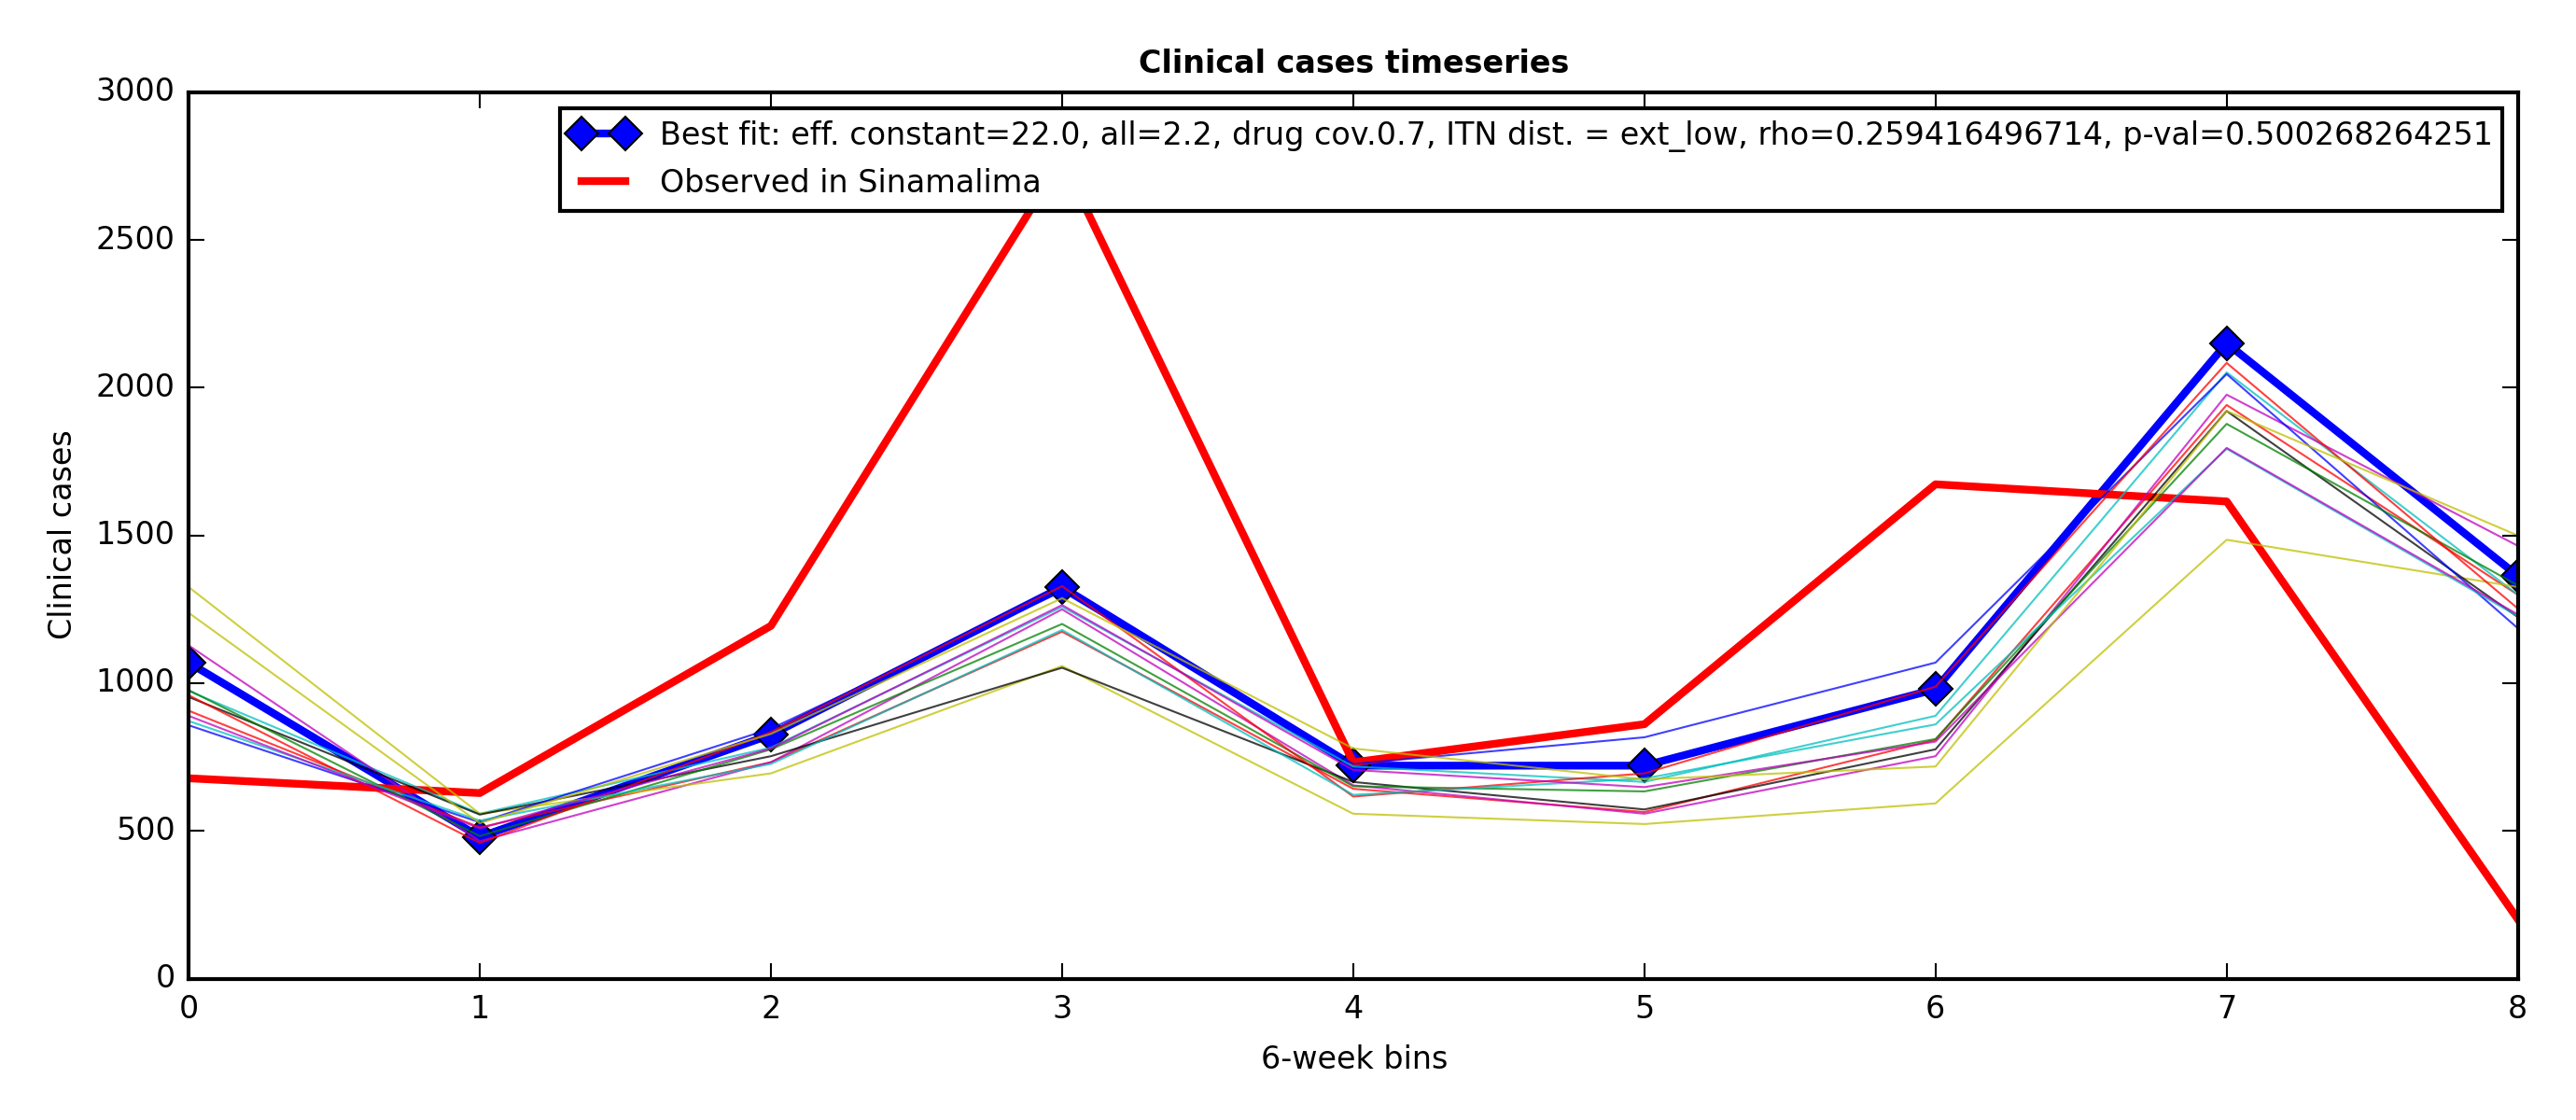 Clinical cases timeseries
3000
2500
2000
1500
1000
500
0
Clinical cases
Best fit: eff. constant=22.0, all=2.2, drug cov.0.7, ITN dist. = ext_low, rho=0.259416496714, p-val=0.500268264251
Observed in Sinamalima
0 1 2 3 4 5 6 7 8
6-week bins